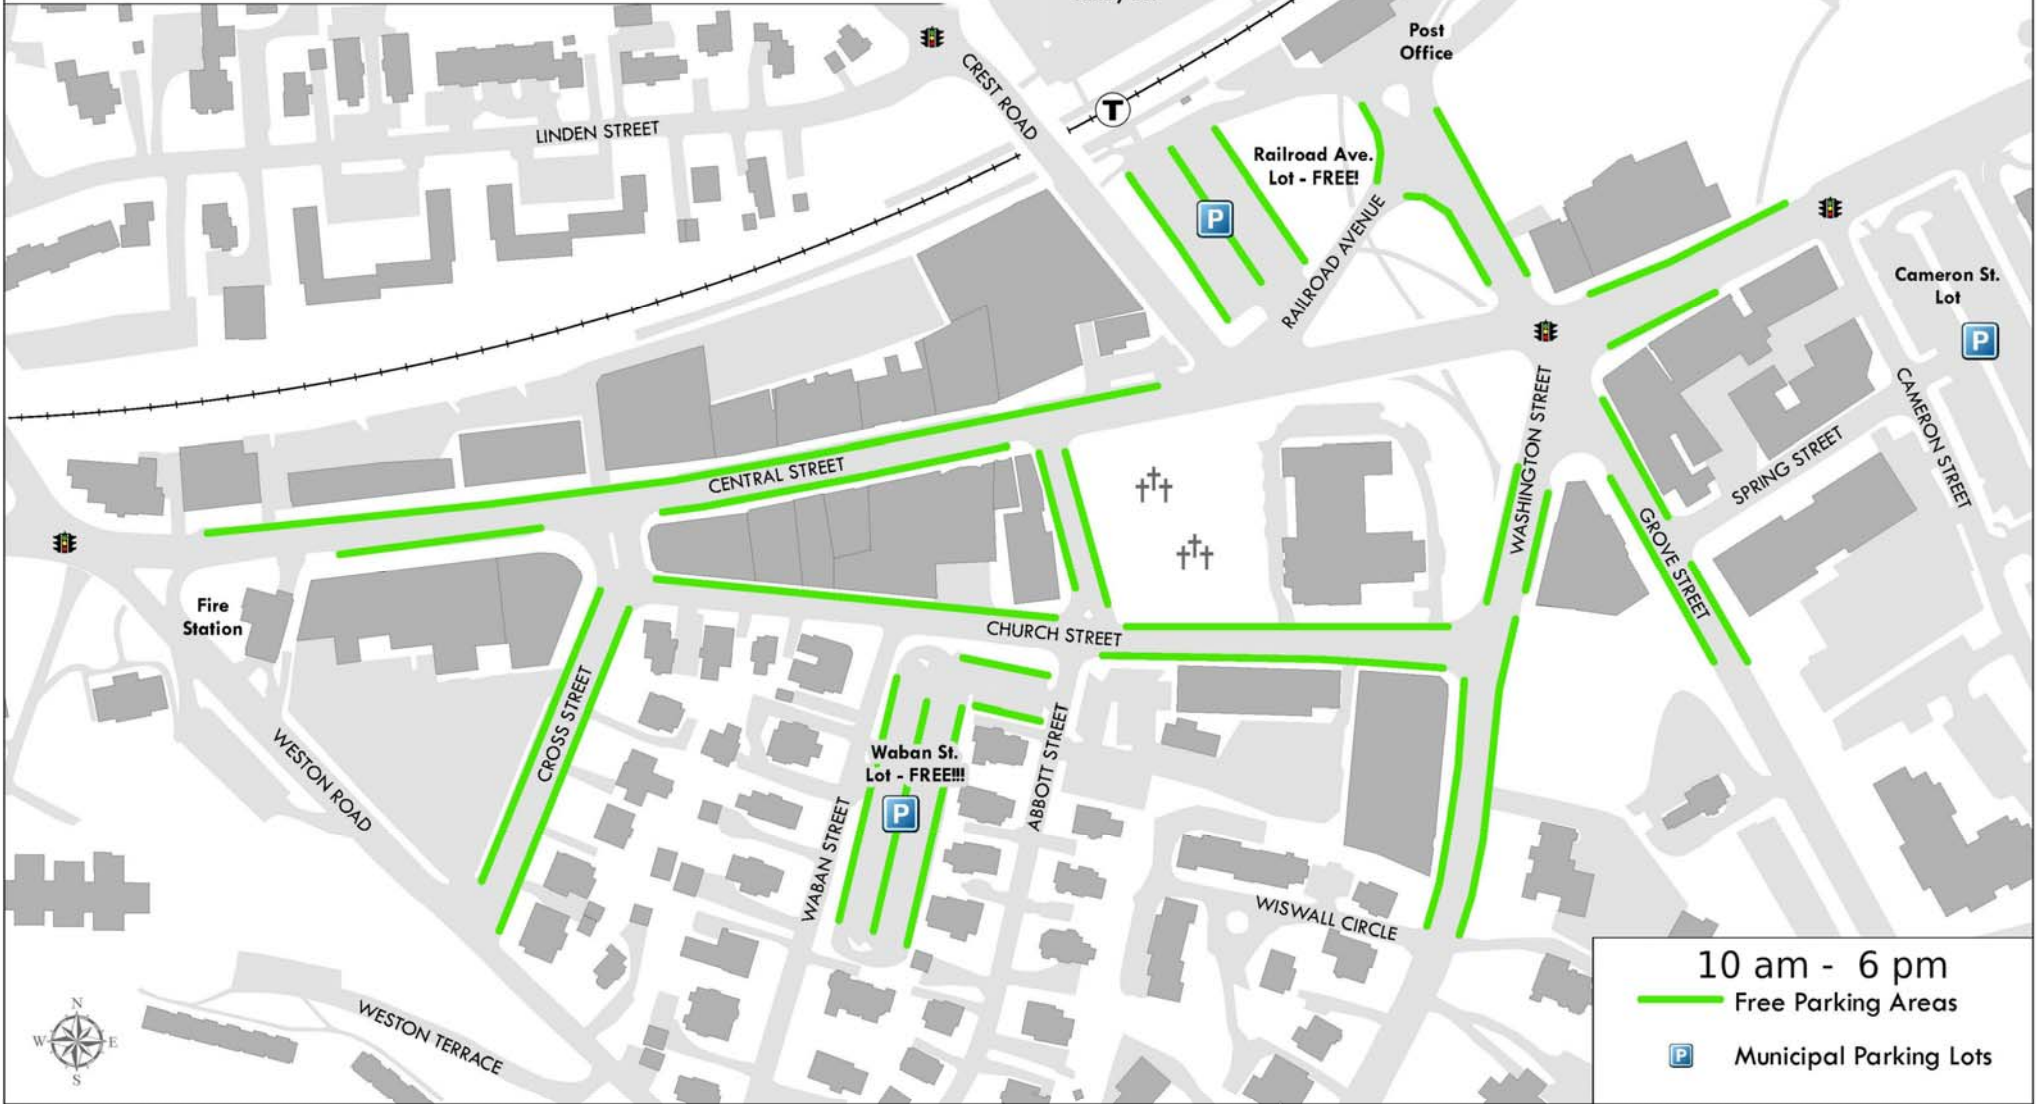 Post
Office
CREST ROAD
T
LINDEN STREET
Railroad Ave.
Lot - FREE!
P
RAILROAD AVENUE
Cameron St.
Lot
P
CAMERON STREET
WASHINGTON STREET
SPRING STREET
CENTRAL STREET
GROVE STREET
Fire
Station
CHURCH STREET
CROSS STREET
WESTON ROAD
Waban St.
Lot - FREE!!!
P
WABAN STREET
ABBOTT STREET
WISWALL CIRCLE
WESTON TERRACE
N
W
E
S
10 am - 6 pm
Free Parking Areas
P
Municipal Parking Lots